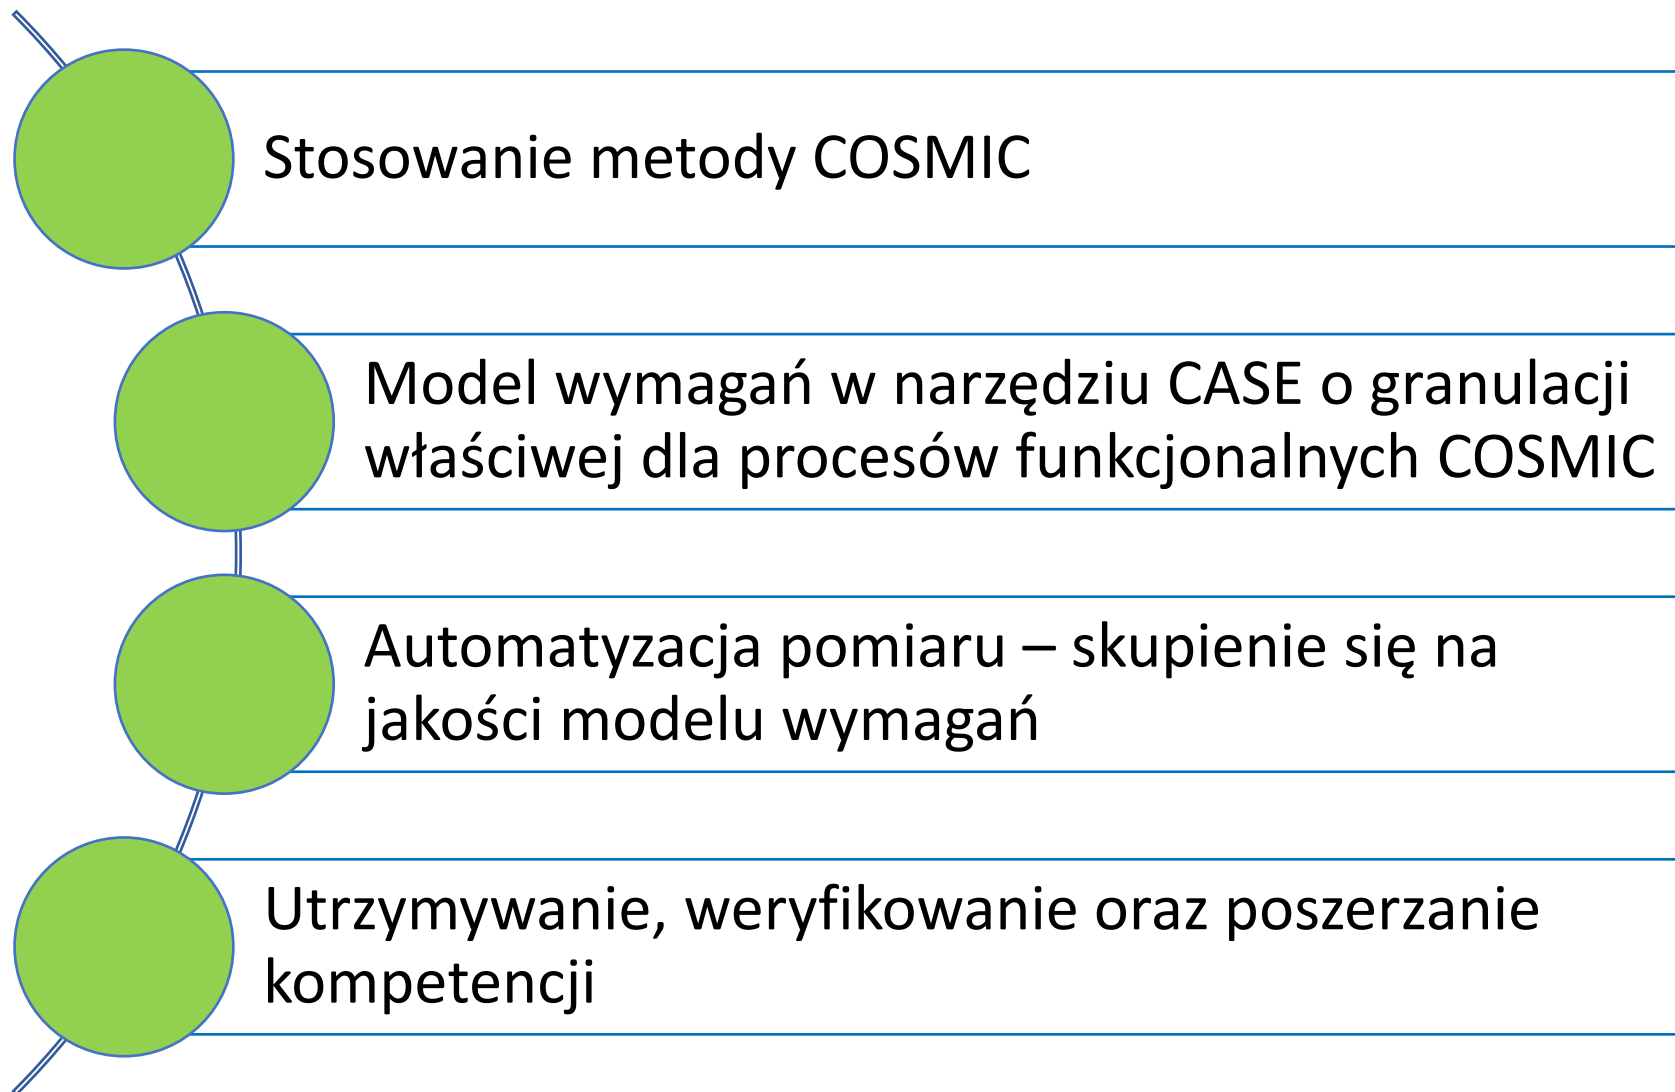 Stosowanie metody COSMIC
Model wymagań w narzędziu CASE o granulacji
właściwej dla procesów funkcjonalnych COSMIC
Automatyzacja pomiaru – skupienie się na
jakości modelu wymagań
Utrzymywanie, weryfikowanie oraz poszerzanie
kompetencji